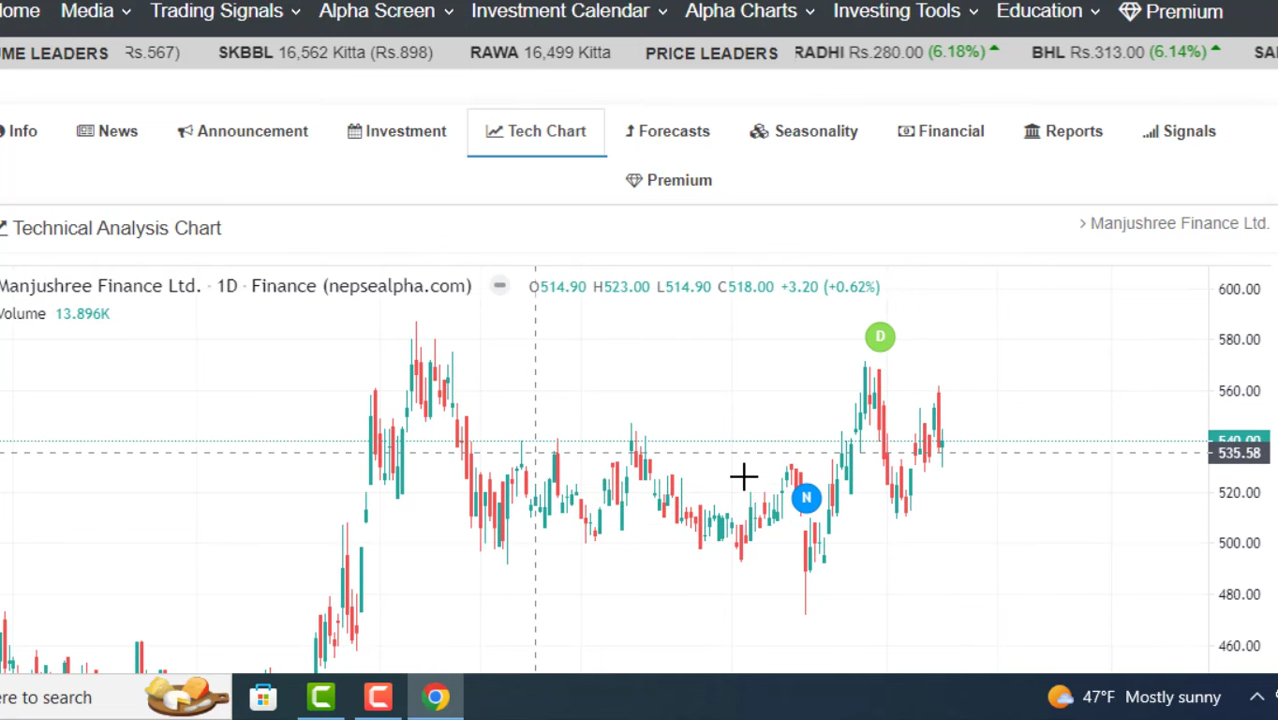 ome Media Trading Signals Alpha Screen Investment Calendar Alpha Charts Investing Tools Education Premium
UME LEADERS Rs.567) SKBBL 16,562 Kitta (Rs.898) RAWA 16,499 Kitta PRICE LEADERS RADHI Rs.280.00 (6.18%) BHL Rs.313.00 (6.14%) SA
Info News Announcement Investment Tech Chart Forecasts Seasonality Financial Reports Signals
Premium
Technical Analysis Chart > Manjushree Finance Ltd.
Manjushree Finance Ltd. · 1D · Finance (nepsealpha.com) O514.90 H523.00 L514.90 C518.00 +3.20 (+0.62%)
Volume 13.896K
600.00
D
580.00
560.00
540.00
535.58
N
520.00
500.00
480.00
460.00
ere to search 47°F Mostly sunny